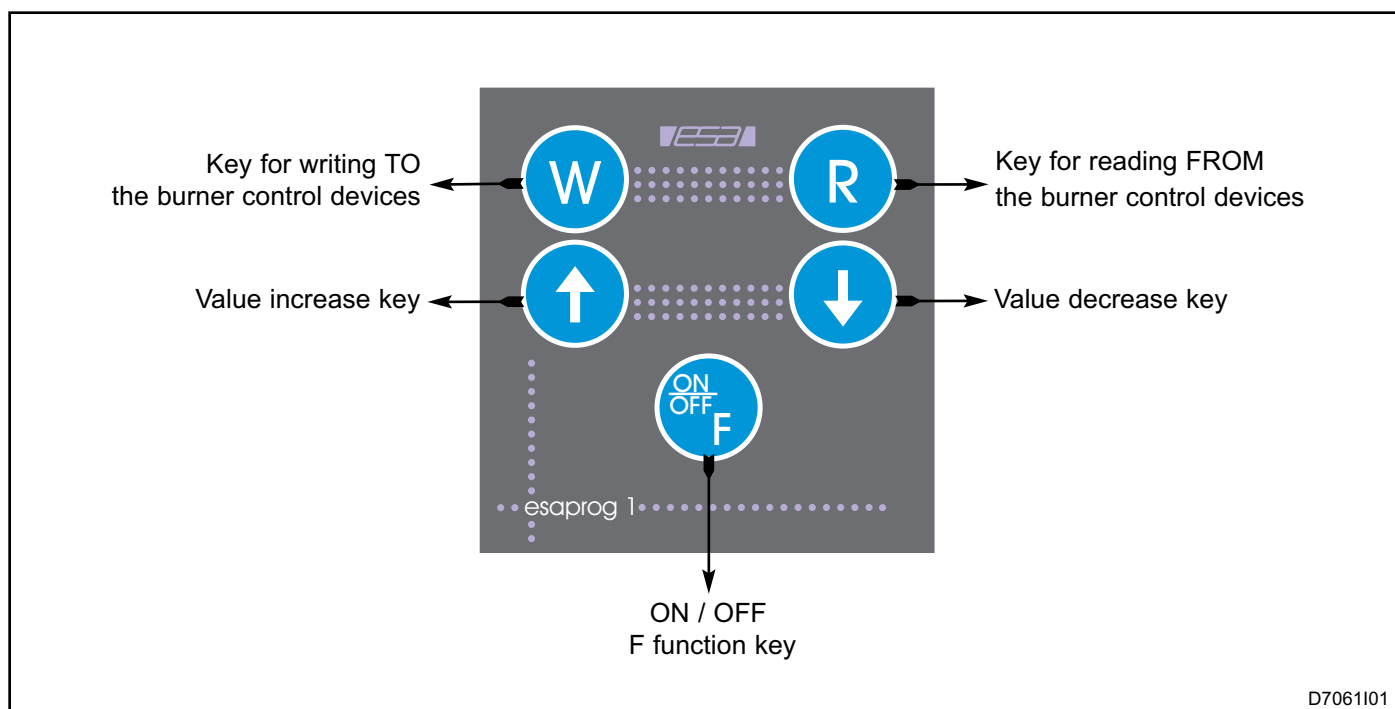 esa
W
R
Key for writing TO
the burner control devices
Key for reading FROM
the burner control devices
Value increase key
↑
↓
Value decrease key
ON
OFF
F
esaprog 1
ON / OFF
F function key
D7061I01